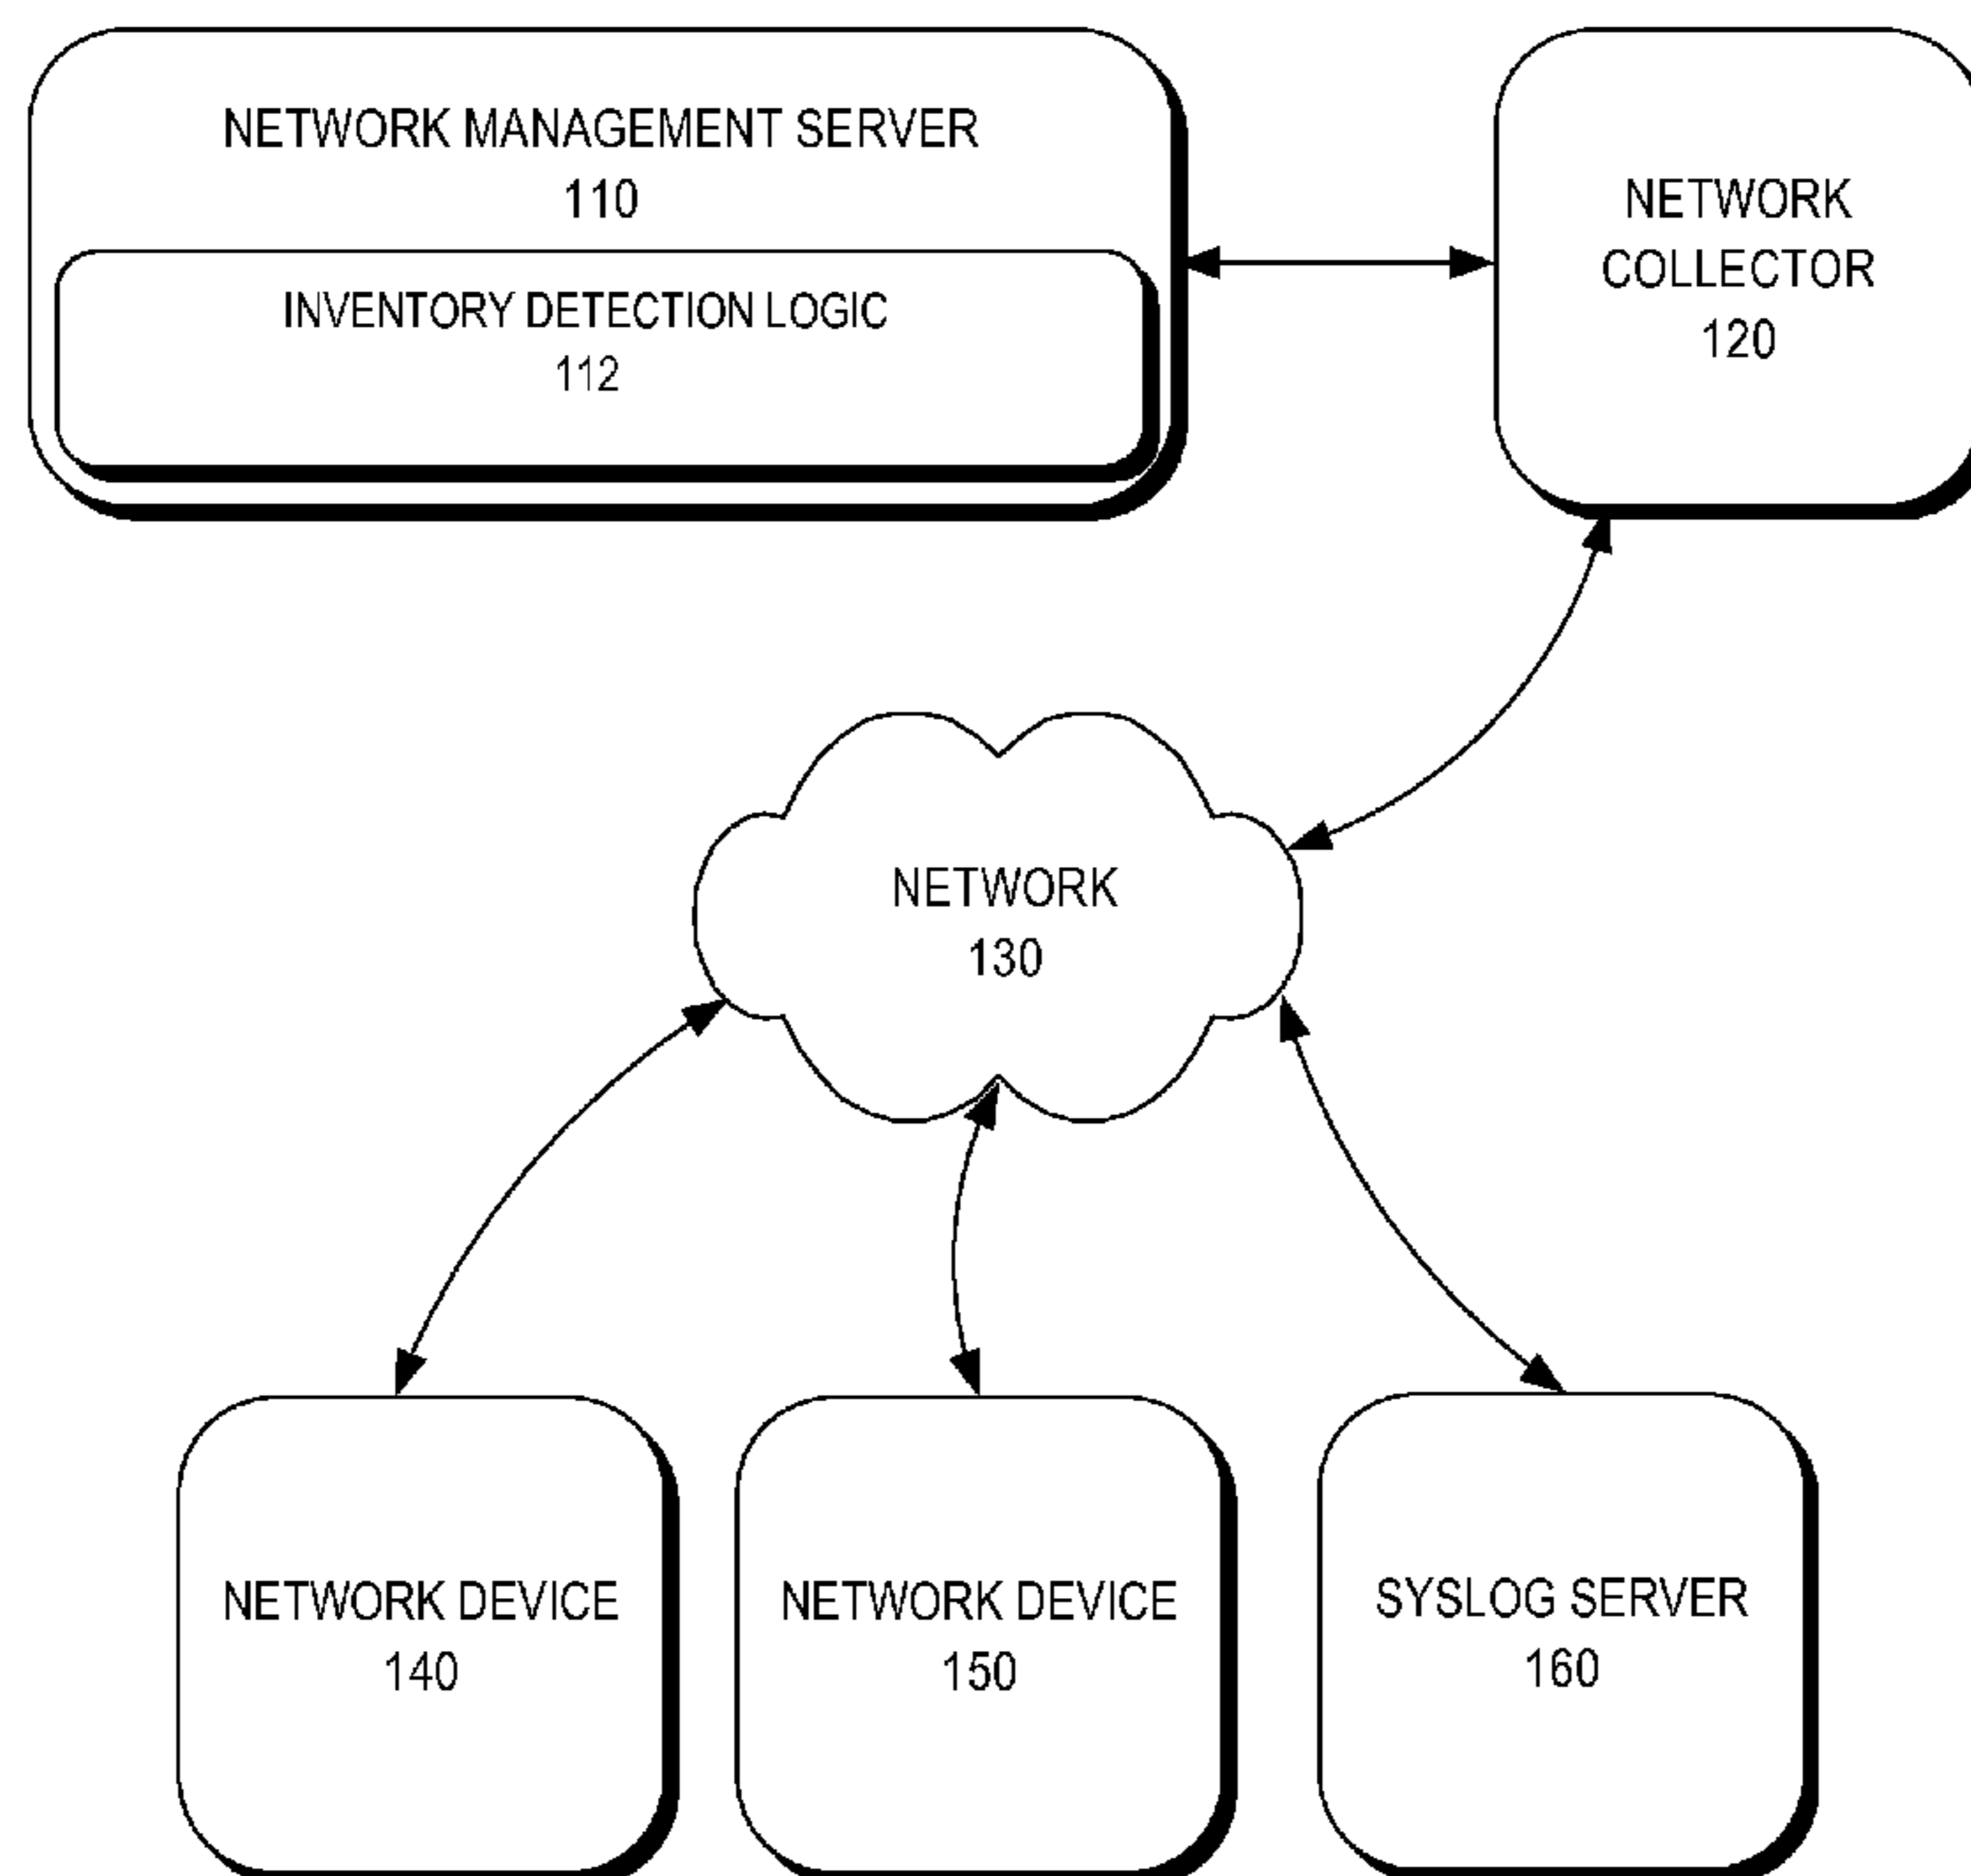 NETWORK MANAGEMENT SERVER
110
INVENTORY DETECTION LOGIC
112
NETWORK
COLLECTOR
120
NETWORK
130
NETWORK DEVICE
140
NETWORK DEVICE
150
SYSLOG SERVER
160